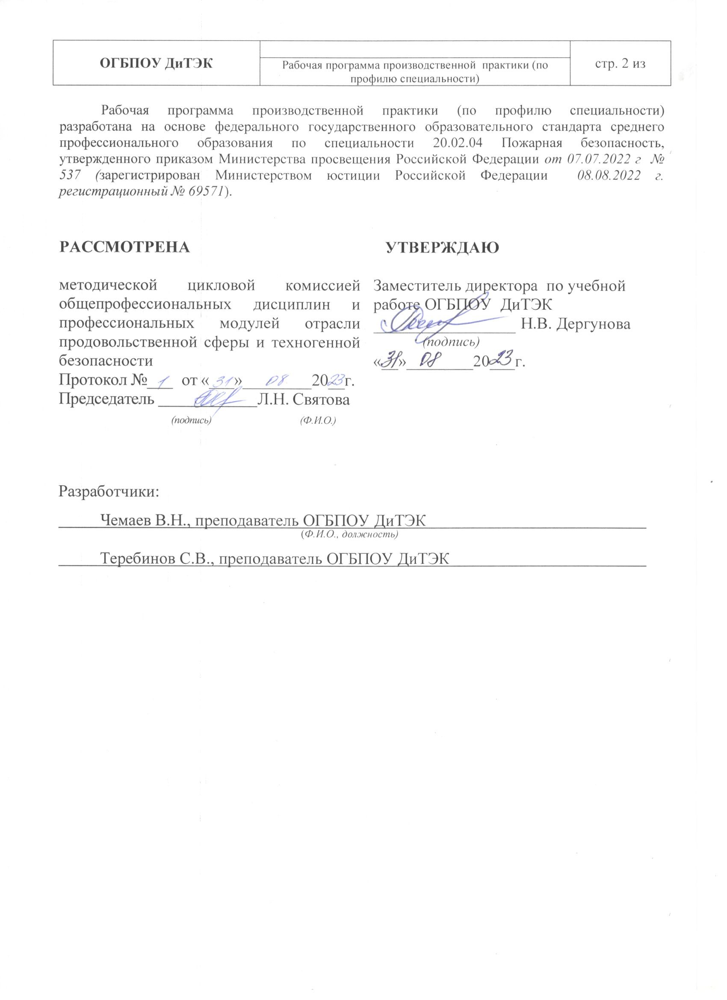 ОГБПОУ ДиТЭК
Рабочая программа производственной практики (по
профилю специальности)
стр. 2 из
Рабочая программа производственной практики (по профилю специальности)
разработана на основе федерального государственного образовательного стандарта среднего
профессионального образования по специальности 20.02.04 Пожарная безопасность,
утвержденного приказом Министерства просвещения Российской Федерации от 07.07.2022 г №
537 (зарегистрирован Министерством юстиции Российской Федерации 08.08.2022 г.
регистрационный № 69571).
РАССМОТРЕНА
методической цикловой комиссией
общепрофессиональных дисциплин и
профессиональных модулей отрасли
продовольственной сферы и техногенной
безопасности
Протокол № 1 от «31» 08 2023г.
Председатель Л.Н. Святова
(подпись) (Ф.И.О.)
УТВЕРЖДАЮ
Заместитель директора по учебной
работе ОГБПОУ ДиТЭК
Н.В. Дергунова
(подпись)
«31» 08 2023г.
Разработчики:
Чемаев В.Н., преподаватель ОГБПОУ ДиТЭК
(Ф.И.О., должность)
Теребинов С.В., преподаватель ОГБПОУ ДиТЭК